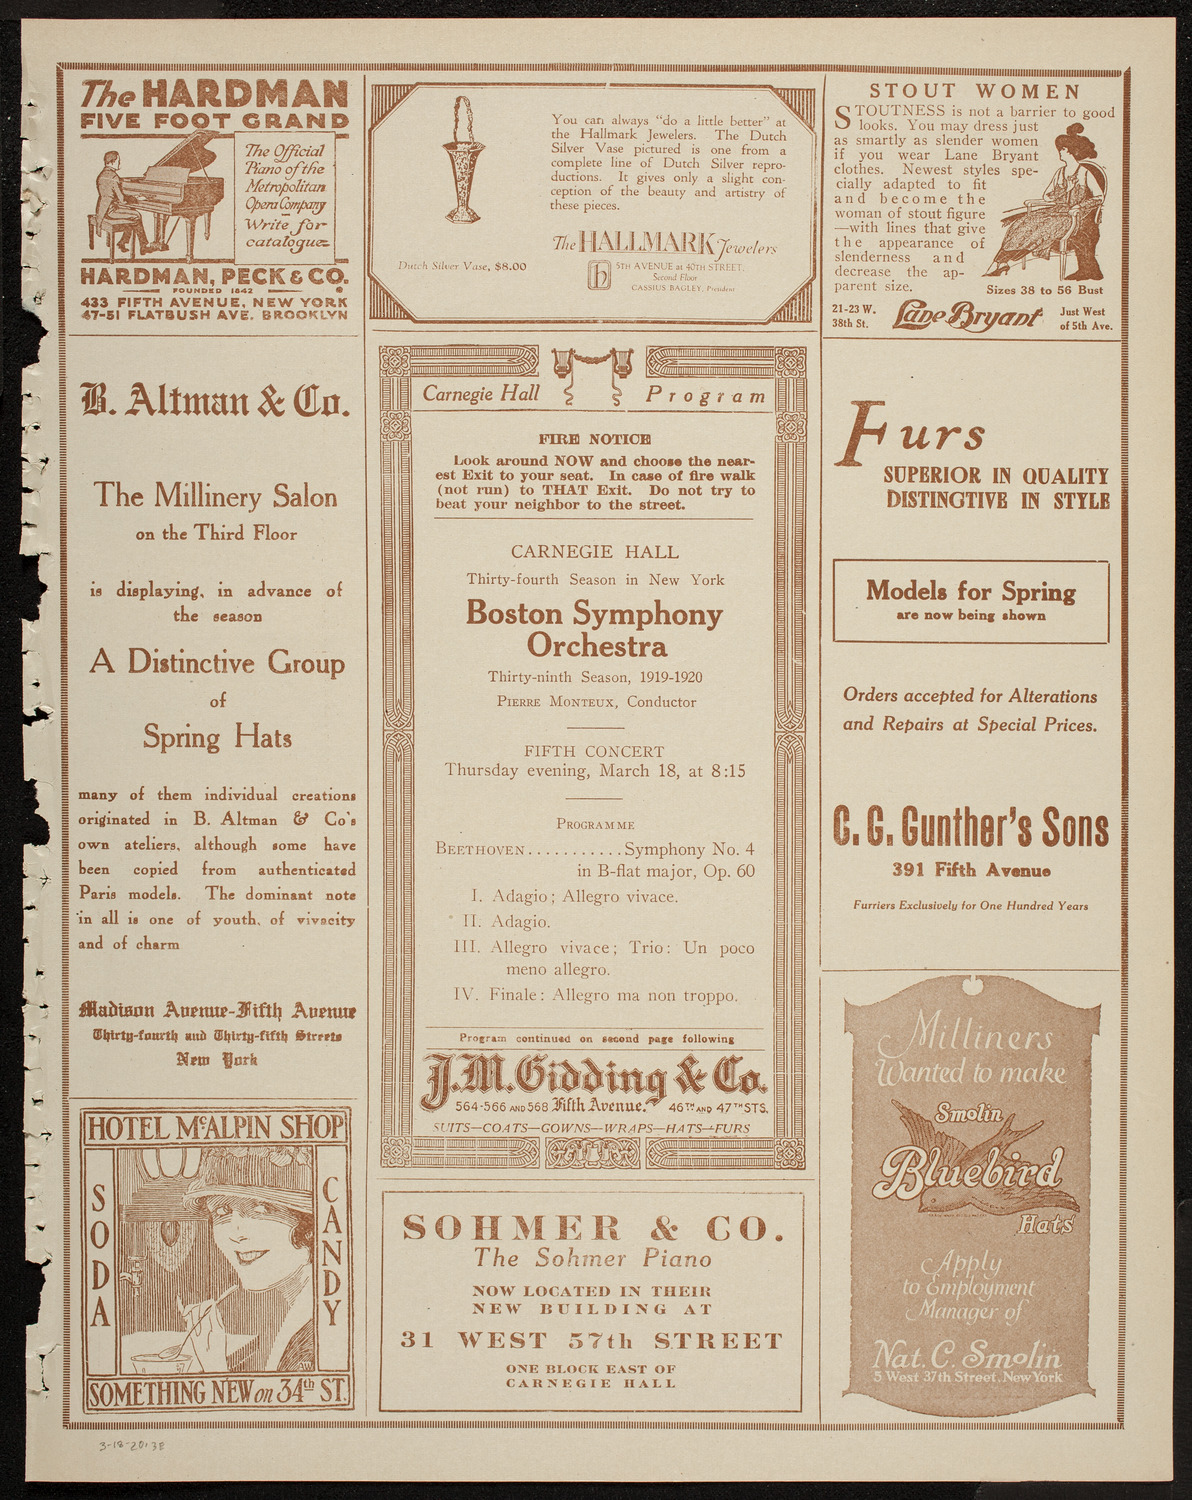 The HARDMAN
FIVE FOOT GRAND
The Official
Piano of the
Metropolitan
Opera Company
Write for
catalogue
HARDMAN, PECK & CO.
FOUNDED 1842
433 FIFTH AVENUE, NEW YORK
47-51 FLATBUSH AVE. BROOKLYN
B. Altman & Co.
The Millinery Salon
on the Third Floor
is displaying, in advance of
the season
A Distinctive Group
of
Spring Hats
many of them individual creations
originated in B. Altman & Co's
own ateliers, although some have
been copied from authenticated
Paris models. The dominant note
in all is one of youth, of vivacity
and of charm
Madison Avenue-Fifth Avenue
Thirty-fourth and Thirty-fifth Streets
New York
HOTEL McALPIN SHOP
SODA
CANDY
AW
SOMETHING NEW on 34th ST.
You can always "do a little better" at
the Hallmark Jewelers. The Dutch
Silver Vase pictured is one from a
complete line of Dutch Silver repro-
ductions. It gives only a slight con-
ception of the beauty and artistry of
these pieces.
The HALLMARK Jewelers
Dutch Silver Vase, $8.00
h
5TH AVENUE at 40TH STREET,
Second Floor
CASSIUS BAGLEY, President
Carnegie Hall Program
FIRE NOTICE
Look around NOW and choose the near-
est Exit to your seat. In case of fire walk
(not run) to THAT Exit. Do not try to
beat your neighbor to the street.
CARNEGIE HALL
Thirty-fourth Season in New York
Boston Symphony
Orchestra
Thirty-ninth Season, 1919-1920
PIERRE MONTEUX, Conductor
FIFTH CONCERT
Thursday evening, March 18, at 8:15
PROGRAMME
BEETHOVEN...........Symphony No. 4
in B-flat major, Op. 60
I. Adagio; Allegro vivace.
II. Adagio.
III. Allegro vivace; Trio: Un poco
meno allegro.
IV. Finale: Allegro ma non troppo.
Program continued on second page following
J.M. Gidding & Co.
564-566 AND 568 Fifth Avenue. 46TH AND 47TH STS.
SUITS—COATS—GOWNS—WRAPS—HATS—FURS
SOHMER & CO.
The Sohmer Piano
NOW LOCATED IN THEIR
NEW BUILDING AT
31 WEST 57th STREET
ONE BLOCK EAST OF
CARNEGIE HALL
STOUT WOMEN
STOUTNESS is not a barrier to good
looks. You may dress just
as smartly as slender women
if you wear Lane Bryant
clothes. Newest styles spe-
cially adapted to fit
and become the
woman of stout figure
—with lines that give
the appearance of
slenderness and
decrease the ap-
parent size.
Sizes 38 to 56 Bust
21-23 W.
38th St.
Lane Bryant
Just West
of 5th Ave.
Furs
SUPERIOR IN QUALITY
DISTINGTIVE IN STYLE
Models for Spring
are now being shown
Orders accepted for Alterations
and Repairs at Special Prices.
C. G. Gunther's Sons
391 Fifth Avenue
Furriers Exclusively for One Hundred Years
Milliners
Wanted to make
Smolin
Bluebird
Hats
Apply
to Employment
Manager of
Nat. C. Smolin
5 West 37th Street, New York
3-18-20'3E